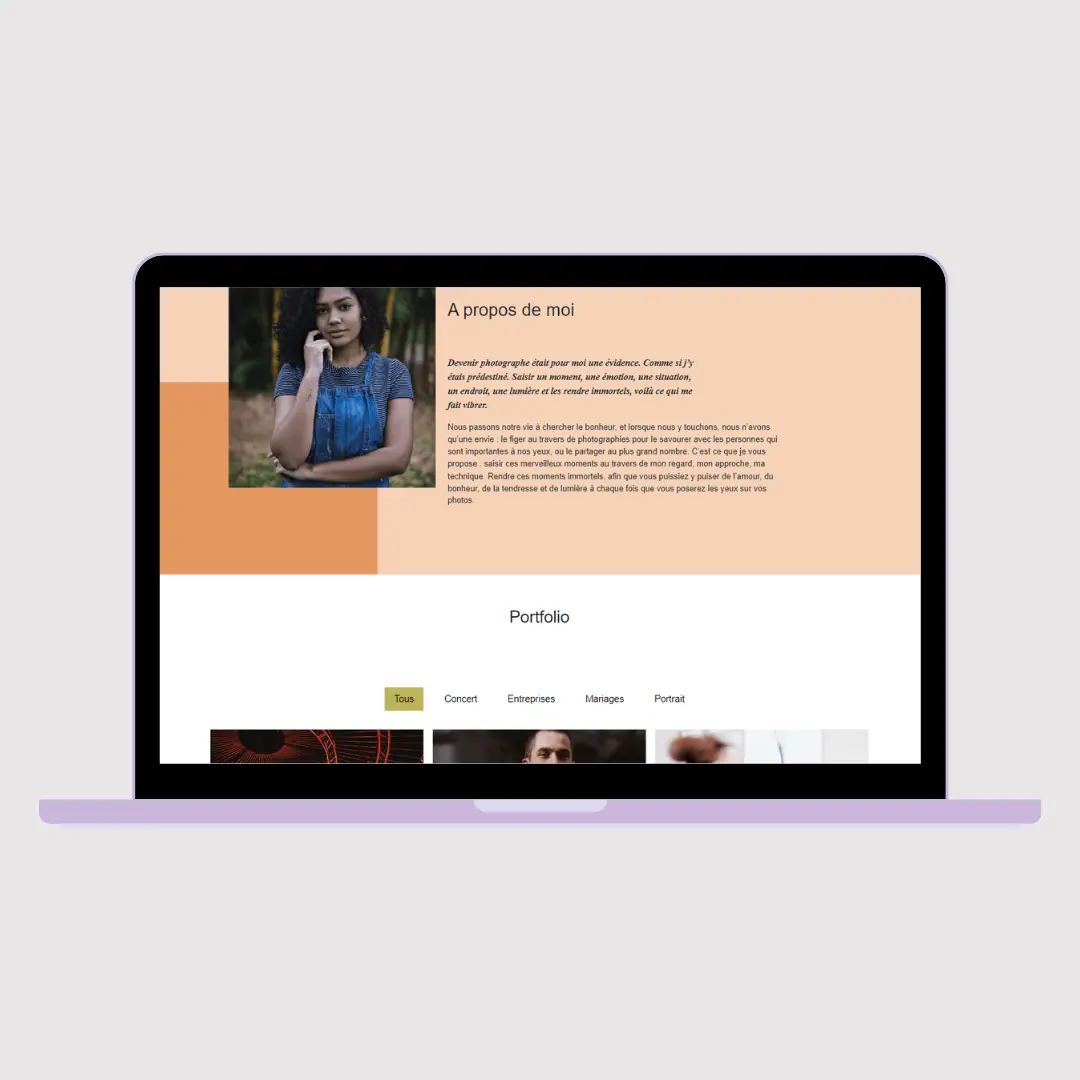 A propos de moi
Devenir photographe était pour moi une évidence. Comme si j'y
étais prédestiné. Saisir un moment, une émotion, une situation,
un endroit, une lumière et les rendre immortels, voilà ce qui me
fait vibrer.
Nous passons notre vie à chercher le bonheur, et lorsque nous y touchons, nous n'avons
qu'une envie : le figer au travers de photographies pour le savourer avec les personnes qui
sont importantes à nos yeux, ou le partager au plus grand nombre. C'est ce que je vous
propose : saisir ces merveilleux moments au travers de mon regard, mon approche, ma
technique. Rendre ces moments immortels, afin que vous puissiez y puiser de l'amour, du
bonheur, de la tendresse et de lumière à chaque fois que vous poserez les yeux sur vos
photos.
Portfolio
Tous Concert Entreprises Mariages Portrait